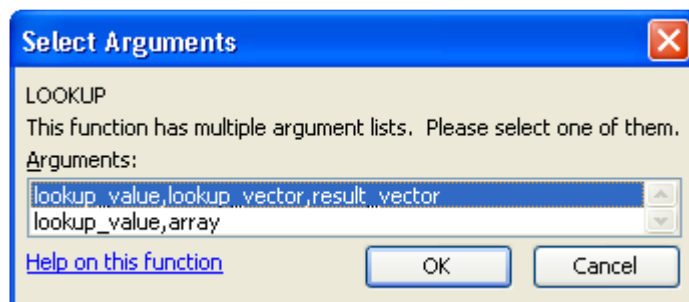 Select Arguments
LOOKUP
This function has multiple argument lists. Please select one of them.
Arguments:
lookup_value,lookup_vector,result_vector
lookup_value,array
Help on this function
OK
Cancel